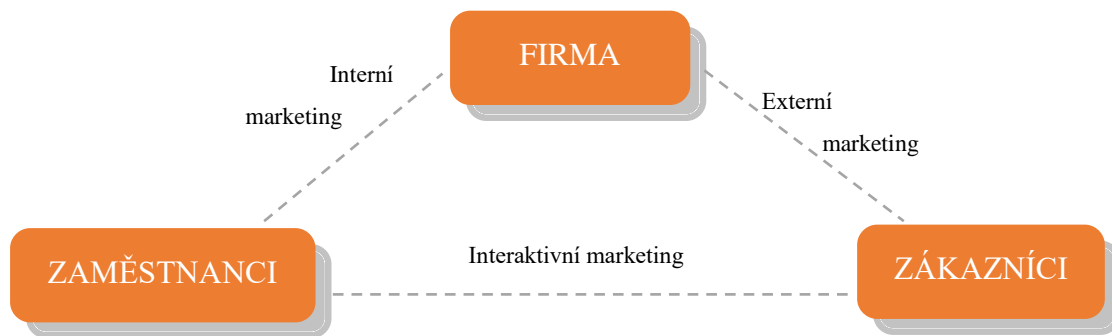 FIRMA
Interní
marketing
Externí
marketing
ZAMĚSTNANCI
Interaktivní marketing
ZÁKAZNÍCI